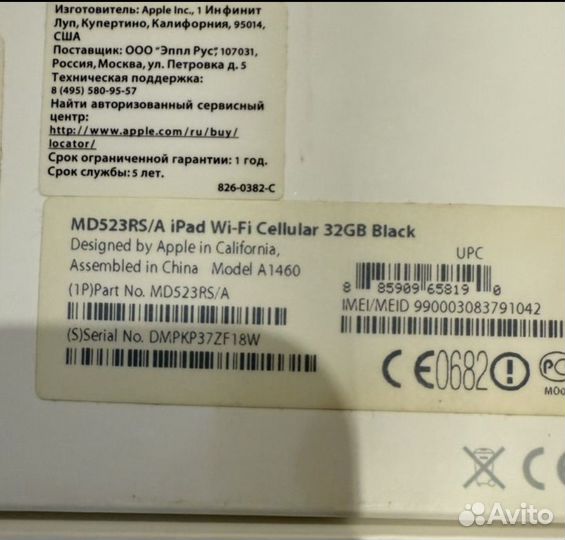 Изготовитель: Apple Inc., 1 Инфинит
Луп, Купертино, Калифорния, 95014,
США
Поставщик: ООО "Эппл Рус", 107031,
Россия, Москва, ул. Петровка д. 5
Техническая поддержка:
8 (495) 580-95-57
Найти авторизованный сервисный
центр:
http://www.apple.com/ru/buy/
locator/
Срок ограниченной гарантии: 1 год.
Срок службы: 5 лет.
826-0382-C
MD523RS/A iPad Wi-Fi Cellular 32GB Black
Designed by Apple in California,
Assembled in China Model A1460
(1P)Part No. MD523RS/A
(S)Serial No. DMPKP37ZF18W
UPC
8 85909 65819 0
IMEI/MEID 990003083791042
CE0682
PC
CE
Avito